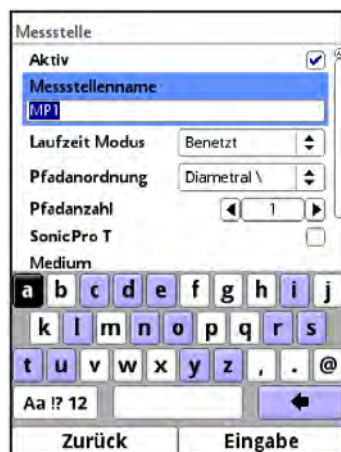 Messstelle
Aktiv
Messstellenname
MP1
Laufzeit Modus Benetzt
Pfadanordnung Diametral \
Pfadanzahl 1
SonicPro T
Medium
a b c d e f g h i j
k l m n o p q r s
t u v w x y z , . @
Aa !? 12
Zurück Eingabe